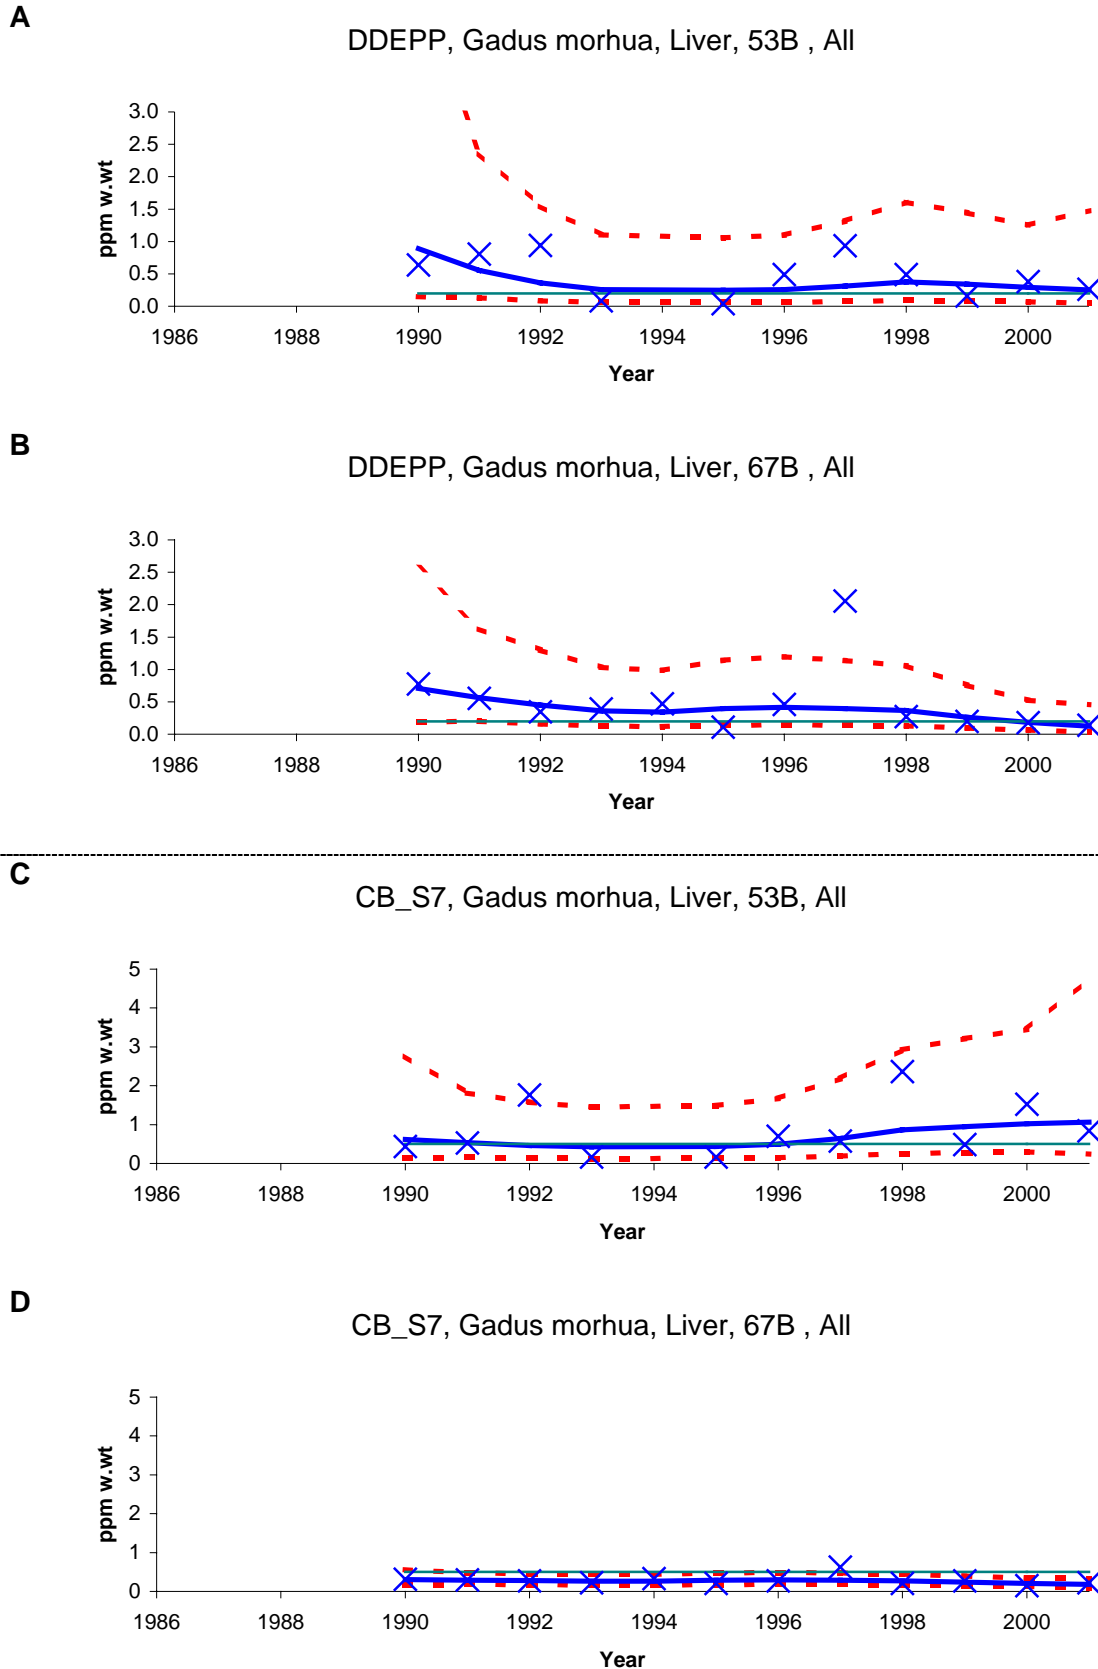 A
DDEPP, Gadus morhua, Liver, 53B , All
3.0
2.5
2.0
1.5
1.0
0.5
0.0
ppm w.wt
1986 1988 1990 1992 1994 1996 1998 2000
Year
B
DDEPP, Gadus morhua, Liver, 67B , All
3.0
2.5
2.0
1.5
1.0
0.5
0.0
ppm w.wt
1986 1988 1990 1992 1994 1996 1998 2000
Year
C
CB_S7, Gadus morhua, Liver, 53B, All
5
4
3
2
1
0
ppm w.wt
1986 1988 1990 1992 1994 1996 1998 2000
Year
D
CB_S7, Gadus morhua, Liver, 67B , All
5
4
3
2
1
0
ppm w.wt
1986 1988 1990 1992 1994 1996 1998 2000
Year